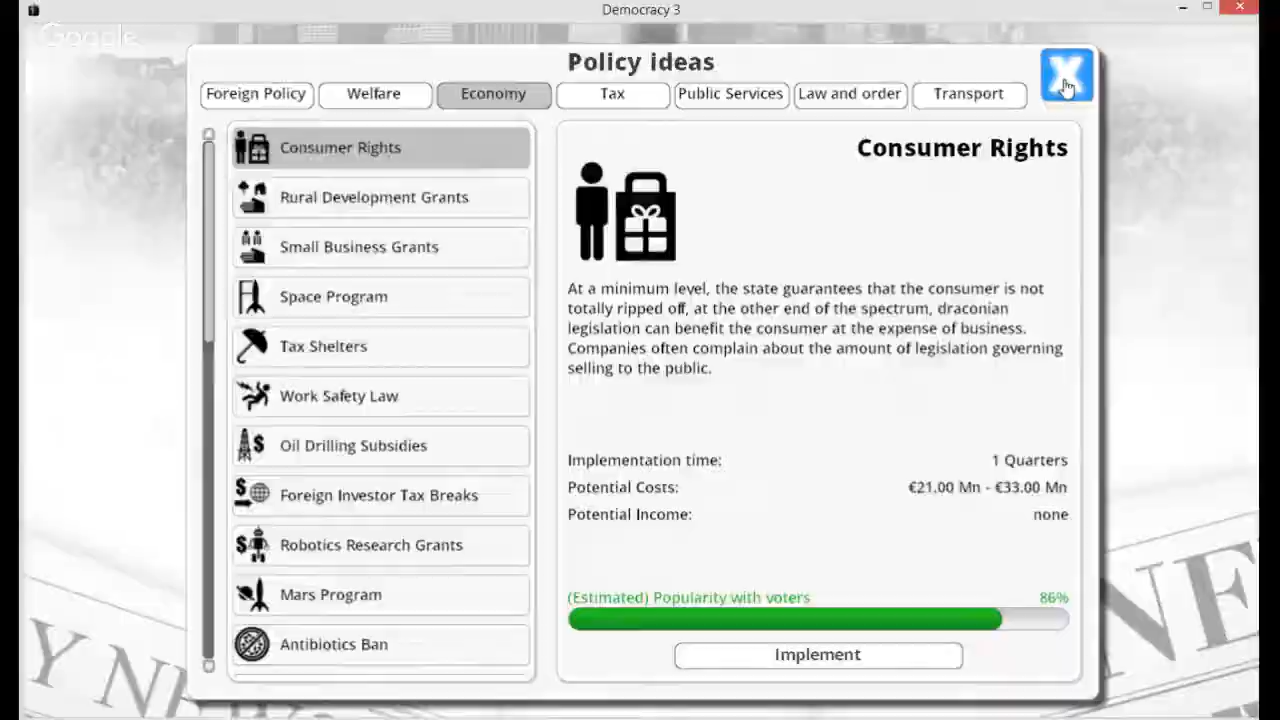 Democracy 3
Google
Policy ideas
Foreign Policy
Welfare
Economy
Tax
Public Services
Law and order
Transport
X
Consumer Rights
Rural Development Grants
Small Business Grants
Space Program
Tax Shelters
Work Safety Law
Oil Drilling Subsidies
Foreign Investor Tax Breaks
Robotics Research Grants
Mars Program
Antibiotics Ban
Consumer Rights
At a minimum level, the state guarantees that the consumer is not
totally ripped off, at the other end of the spectrum, draconian
legislation can benefit the consumer at the expense of business.
Companies often complain about the amount of legislation governing
selling to the public.
Implementation time: 1 Quarters
Potential Costs: €21.00 Mn - €33.00 Mn
Potential Income: none
(Estimated) Popularity with voters 86%
Implement
Y NEW
NE